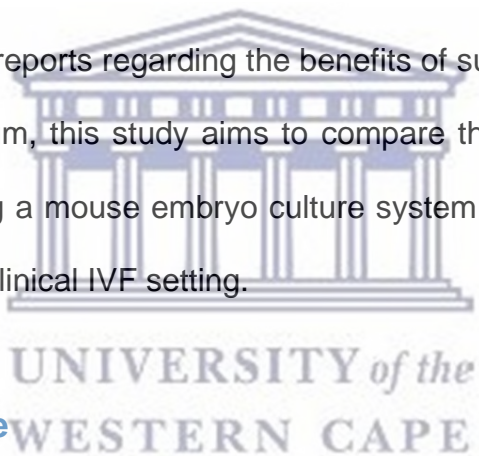 reports regarding the benefits of su
m, this study aims to compare th
g a mouse embryo culture system
linical IVF setting.
UNIVERSITY of the
e
WESTERN CAPE